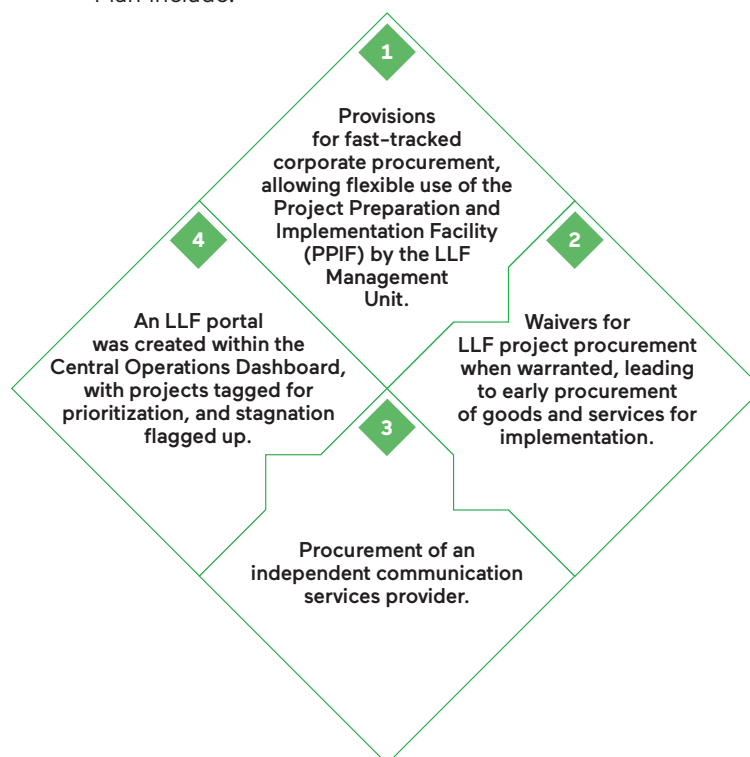 Plan include:
1
Provisions
for fast-tracked
corporate procurement,
allowing flexible use of the
Project Preparation and
Implementation Facility
(PPIF) by the LLF
Management
Unit.
2
Waivers for
LLF project procurement
when warranted, leading
to early procurement
of goods and services for
implementation.
3
Procurement of an
independent communication
services provider.
4
An LLF portal
was created within the
Central Operations Dashboard,
with projects tagged for
prioritization, and stagnation
flagged up.